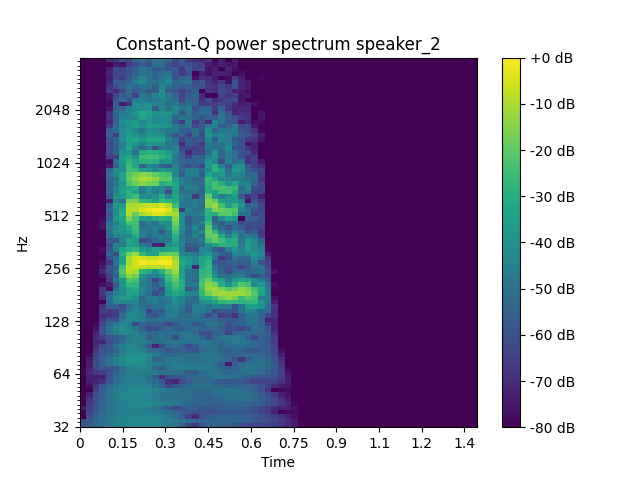 Constant-Q power spectrum speaker_2
+0 dB
2048
-10 dB
1024
-20 dB
512
-30 dB
Hz
-40 dB
256
-50 dB
128
-60 dB
64
-70 dB
32
-80 dB
0 0.15 0.3 0.45 0.6 0.75 0.9 1.1 1.2 1.4
Time